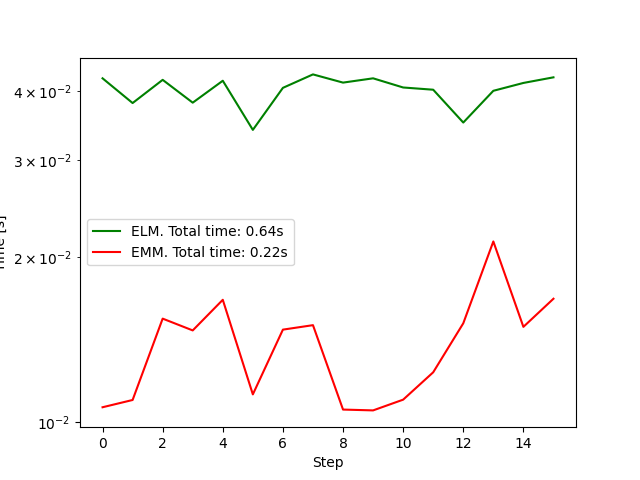 4 × 10⁻²
3 × 10⁻²
2 × 10⁻²
10⁻²
ELM. Total time: 0.64s
EMM. Total time: 0.22s
0 2 4 6 8 10 12 14
Step